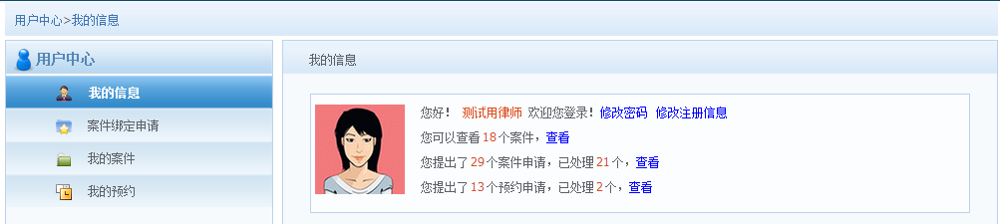 用户中心>我的信息
用户中心
我的信息
案件绑定申请
我的案件
我的预约
我的信息
您好！ 测试用律师 欢迎您登录！修改密码 修改注册信息
您可以查看18个案件，查看
您提出了29个案件申请，已处理21个，查看
您提出了13个预约申请，已处理2个，查看